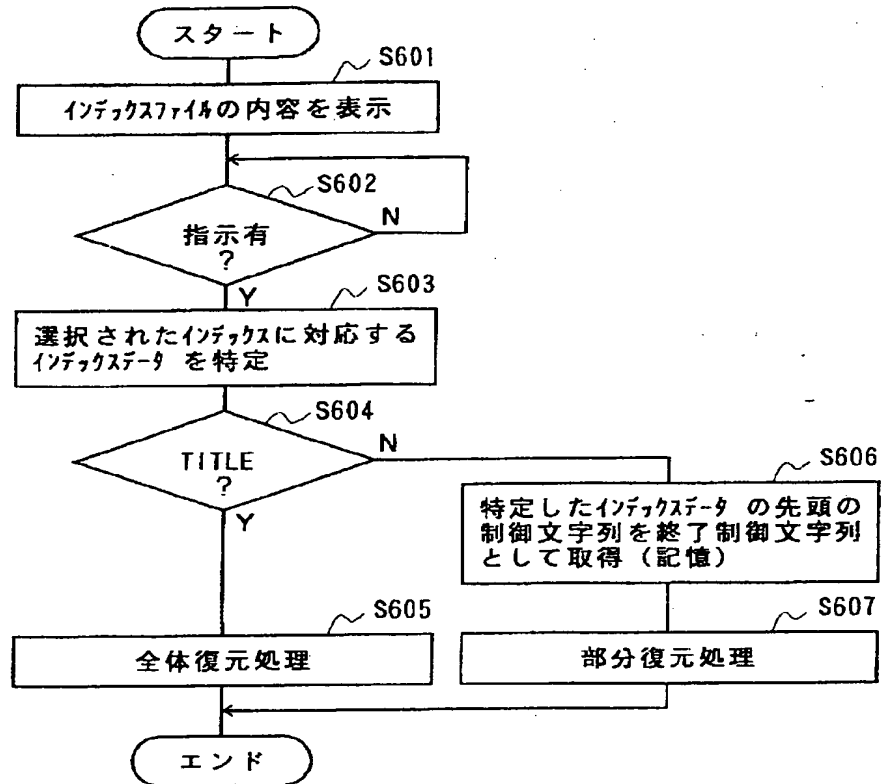 スタート
S601
インデックスファイルの内容を表示
S602
指示有
?
N
Y
S603
選択されたインデックスに対応する
インデックスデータ を特定
S604
TITLE
?
N
Y
S606
特定したインデックスデータ の先頭の
制御文字列を終了制御文字列
として取得(記憶)
S605
全体復元処理
S607
部分復元処理
エンド